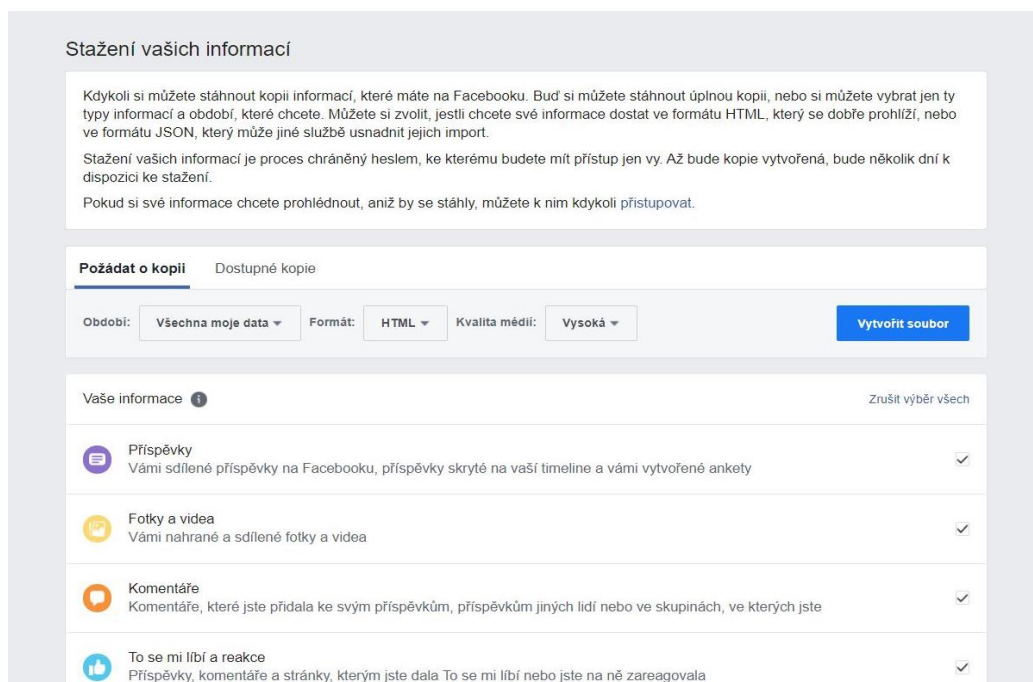 Stažení vašich informací
Kdykoli si můžete stáhnout kopii informací, které máte na Facebooku. Buď si můžete stáhnout úplnou kopii, nebo si můžete vybrat jen ty
typy informací a období, které chcete. Můžete si zvolit, jestli chcete své informace dostat ve formátu HTML, který se dobře prohlíží, nebo
ve formátu JSON, který může jiné službě usnadnit jejich import.
Stažení vašich informací je proces chráněný heslem, ke kterému budete mít přístup jen vy. Až bude kopie vytvořená, bude několik dní k
dispozici ke stažení.
Pokud si své informace chcete prohlédnout, aniž by se stáhly, můžete k nim kdykoli přistupovat.
Požádat o kopii Dostupné kopie
Období: Všechna moje data Formát: HTML Kvalita médií: Vysoká Vytvořit soubor
Vaše informace Zrušit výběr všech
Příspěvky
Vámi sdílené příspěvky na Facebooku, příspěvky skryté na vaší timeline a vámi vytvořené ankety
Fotky a videa
Vámi nahrané a sdílené fotky a videa
Komentáře
Komentáře, které jste přidala ke svým příspěvkům, příspěvkům jiných lidí nebo ve skupinách, ve kterých jste
To se mi líbí a reakce
Příspěvky, komentáře a stránky, kterým jste dala To se mi líbí nebo jste na ně zareagovala